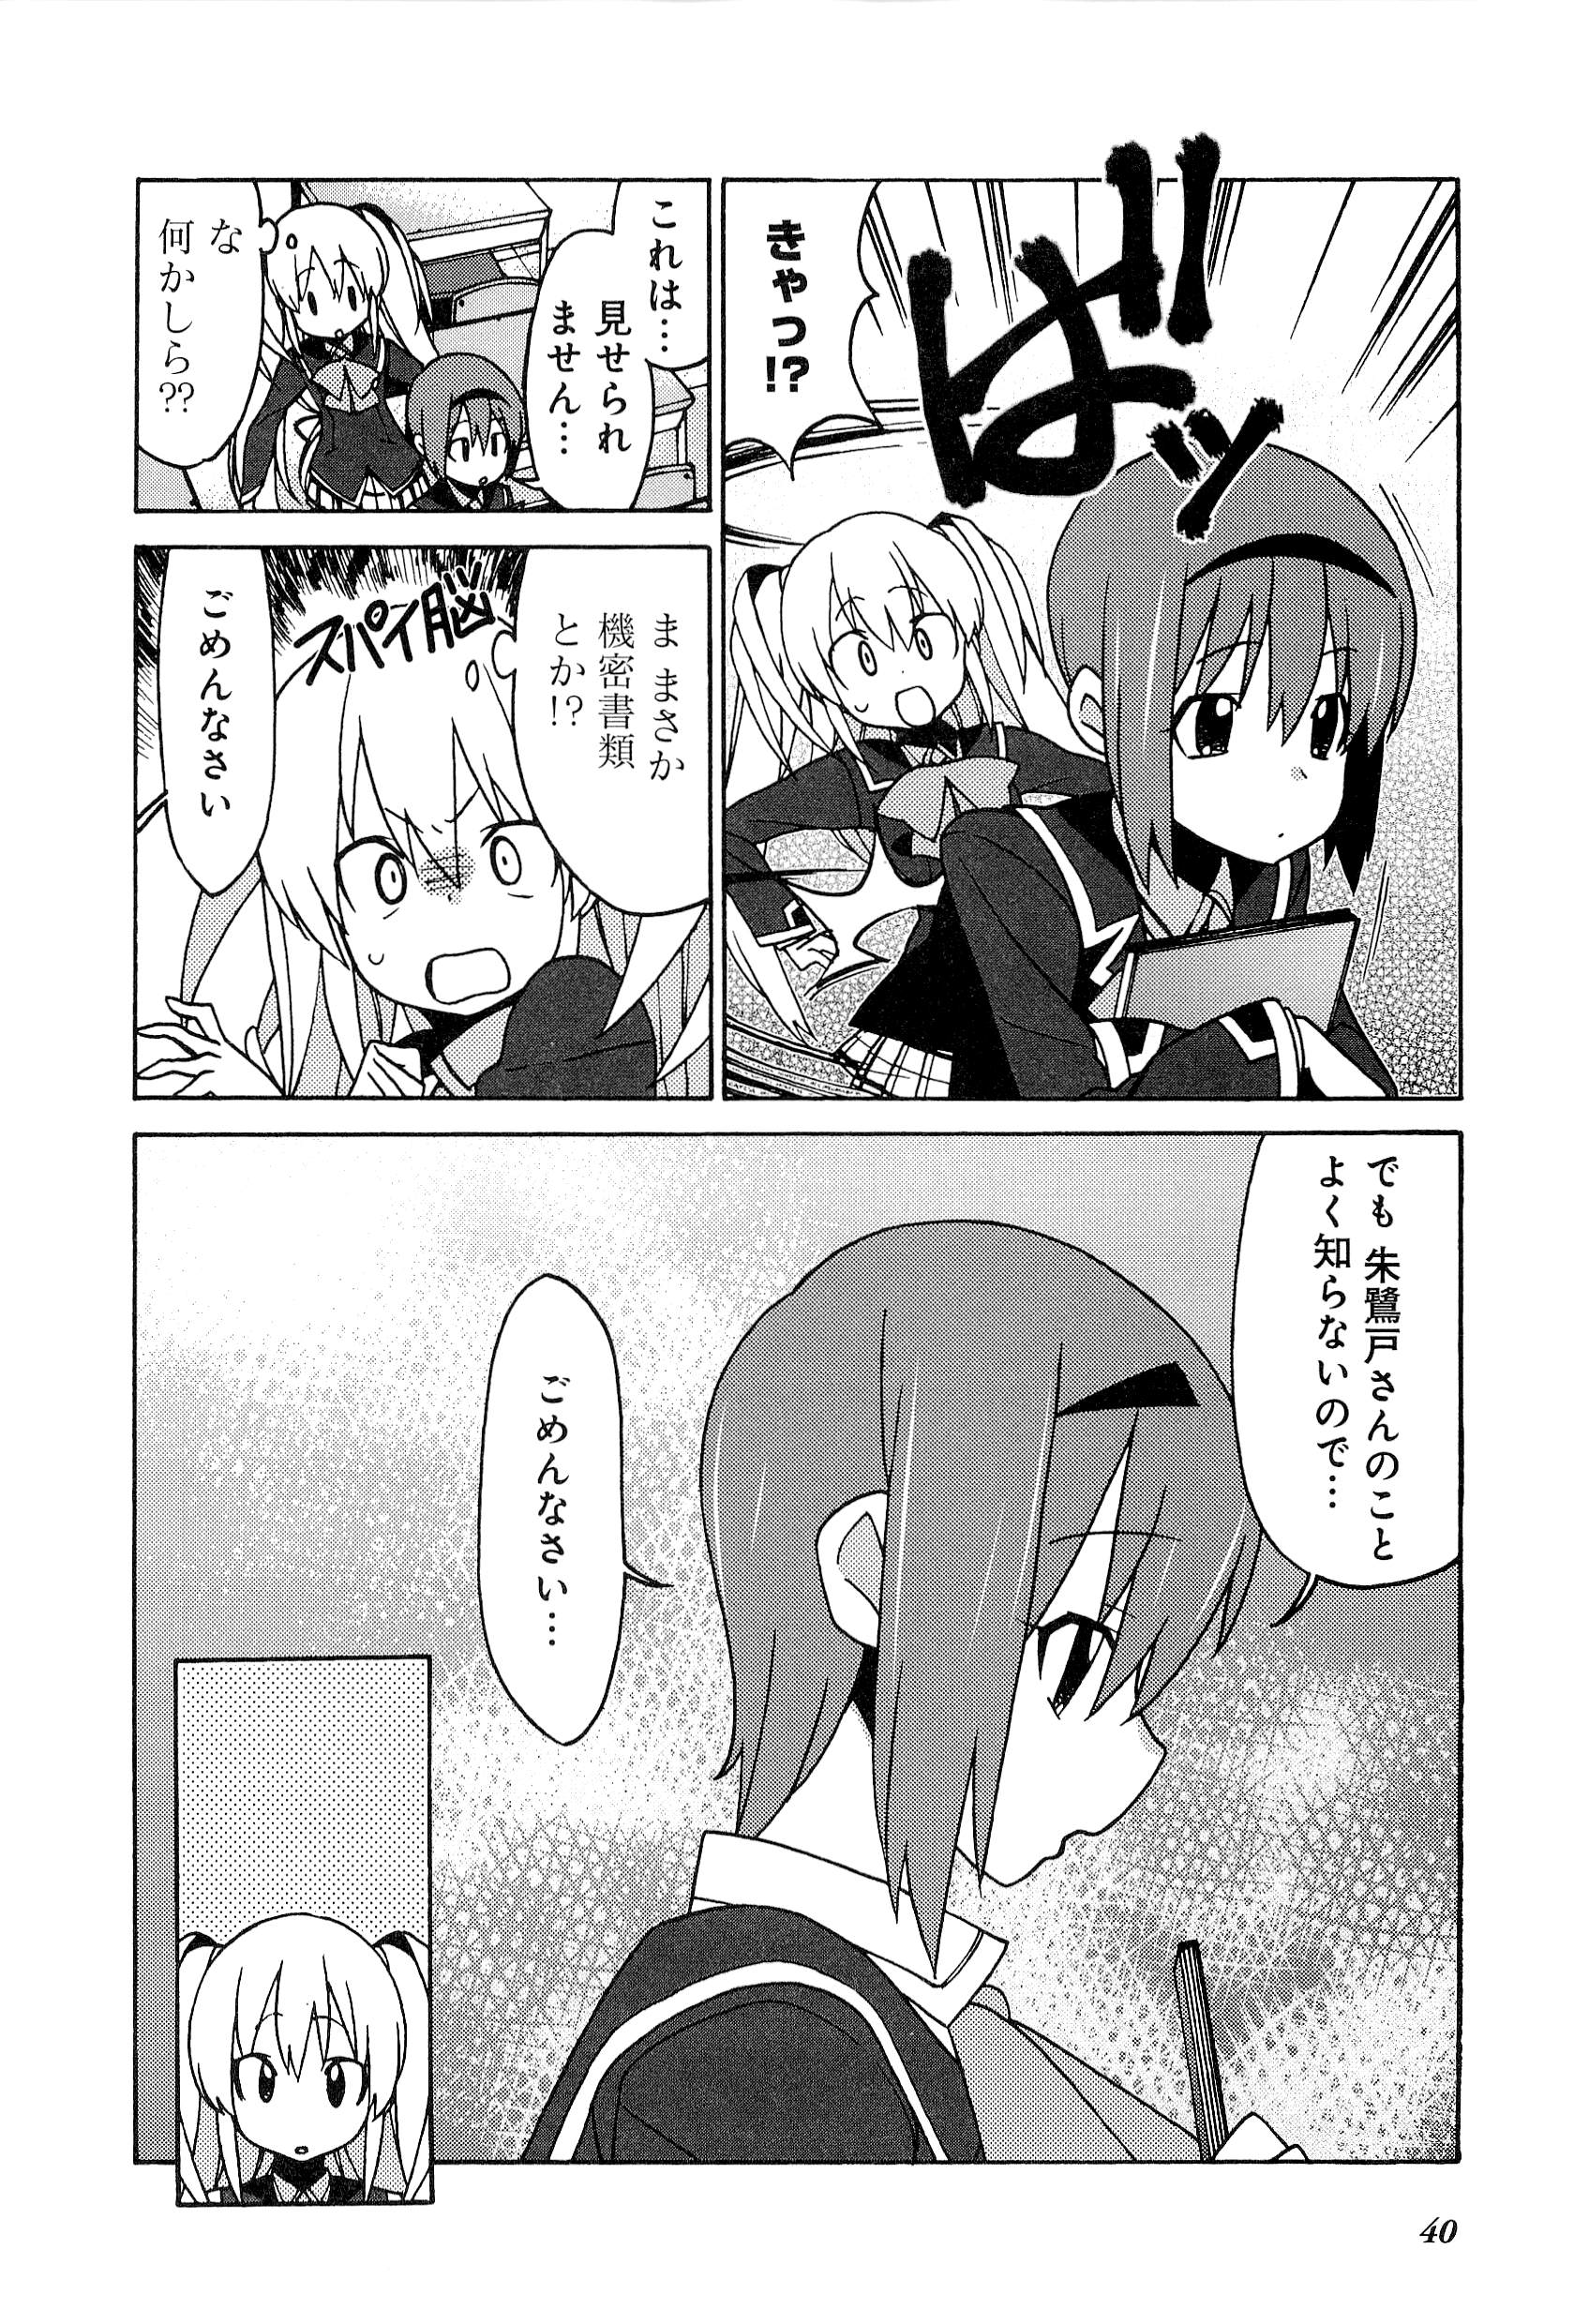 バッ
きゃっ!?
これは…
見せられ
ません…
な
何かしら??
ま まさか
機密書類
とか!?
スパイ脳
ごめんなさい
でも 朱鷺戸さんのこと
よく知らないので…
ごめんなさい…
40